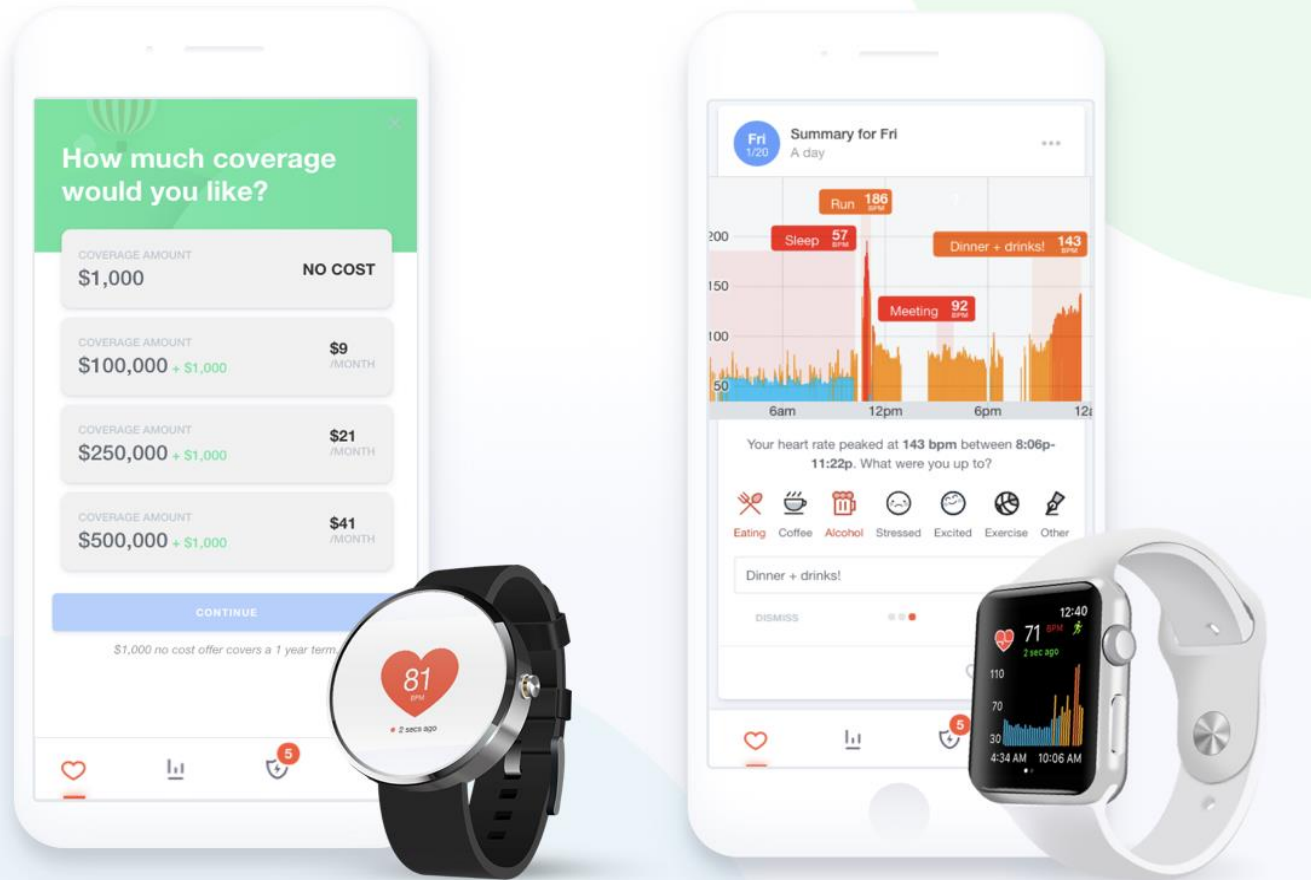 How much coverage
would you like?
COVERAGE AMOUNT
$1,000
NO COST
COVERAGE AMOUNT
$100,000 + $1,000
$9
/MONTH
COVERAGE AMOUNT
$250,000 + $1,000
$21
/MONTH
COVERAGE AMOUNT
$500,000 + $1,000
$41
/MONTH
CONTINUE
$1,000 no cost offer covers a 1 year term.
5
81
BPM
2 secs ago
Fri
1/20
Summary for Fri
A day
Run 186
BPM
Sleep 57
BPM
Dinner + drinks! 143
BPM
Meeting 92
BPM
200
150
100
50
6am 12pm 6pm
Your heart rate peaked at 143 bpm between 8:06p-
11:22p. What were you up to?
Eating Coffee Alcohol Stressed Excited Exercise Other
Dinner + drinks!
DISMISS
5
12:40
71 BPM
2 sec ago
110
70
30
4:34 AM 10:06 AM